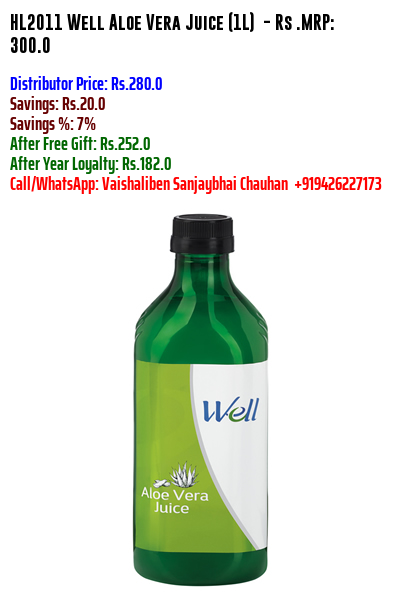 HL2011 Well Aloe Vera Juice (1L) - Rs .MRP:
300.0
Distributor Price: Rs.280.0
Savings: Rs.20.0
Savings %: 7%
After Free Gift: Rs.252.0
After Year Loyalty: Rs.182.0
Call/WhatsApp: Vaishaliben Sanjaybhai Chauhan +919426227173
Well
Aloe Vera
Juice